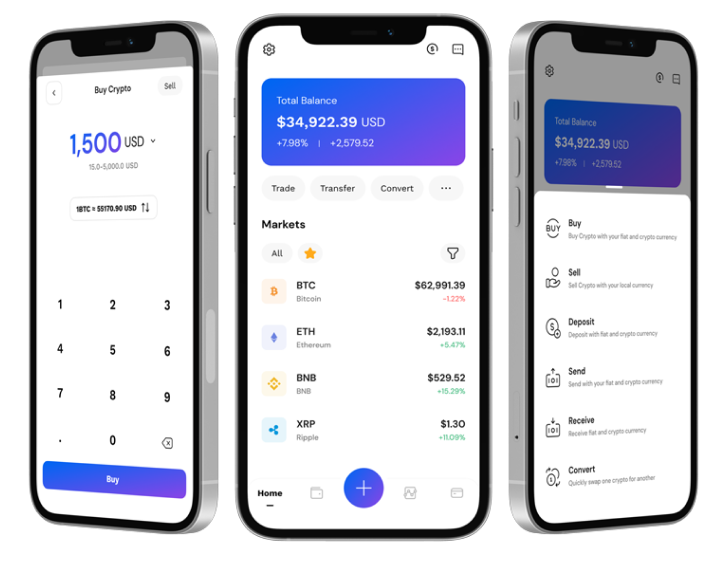 Buy Crypto
Sell
1,500 USD
15.0-5,000.0 USD
1BTC ≈ 55170.90 USD
1 2 3
4 5 6
7 8 9
. 0
Buy
Total Balance
$34,922.39 USD
+7.98% | +2,579.52
Trade Transfer Convert ...
Markets
All
BTC $62,991.39
Bitcoin -1.22%
ETH $2,193.11
Ethereum +5.47%
BNB $529.52
BNB +15.29%
XRP $1.30
Ripple +11.09%
Home
Total Balance
$34,922.39 USD
+7.98% | +2,579.52
BUY
Buy
Buy Crypto with your fiat and crypto currency
Sell
Sell Crypto with your local currency
Deposit
Deposit with fiat and crypto currency
Send
Send with your fiat and crypto currency
Receive
Receive fiat and crypto currency
Convert
Quickly swap one crypto for another